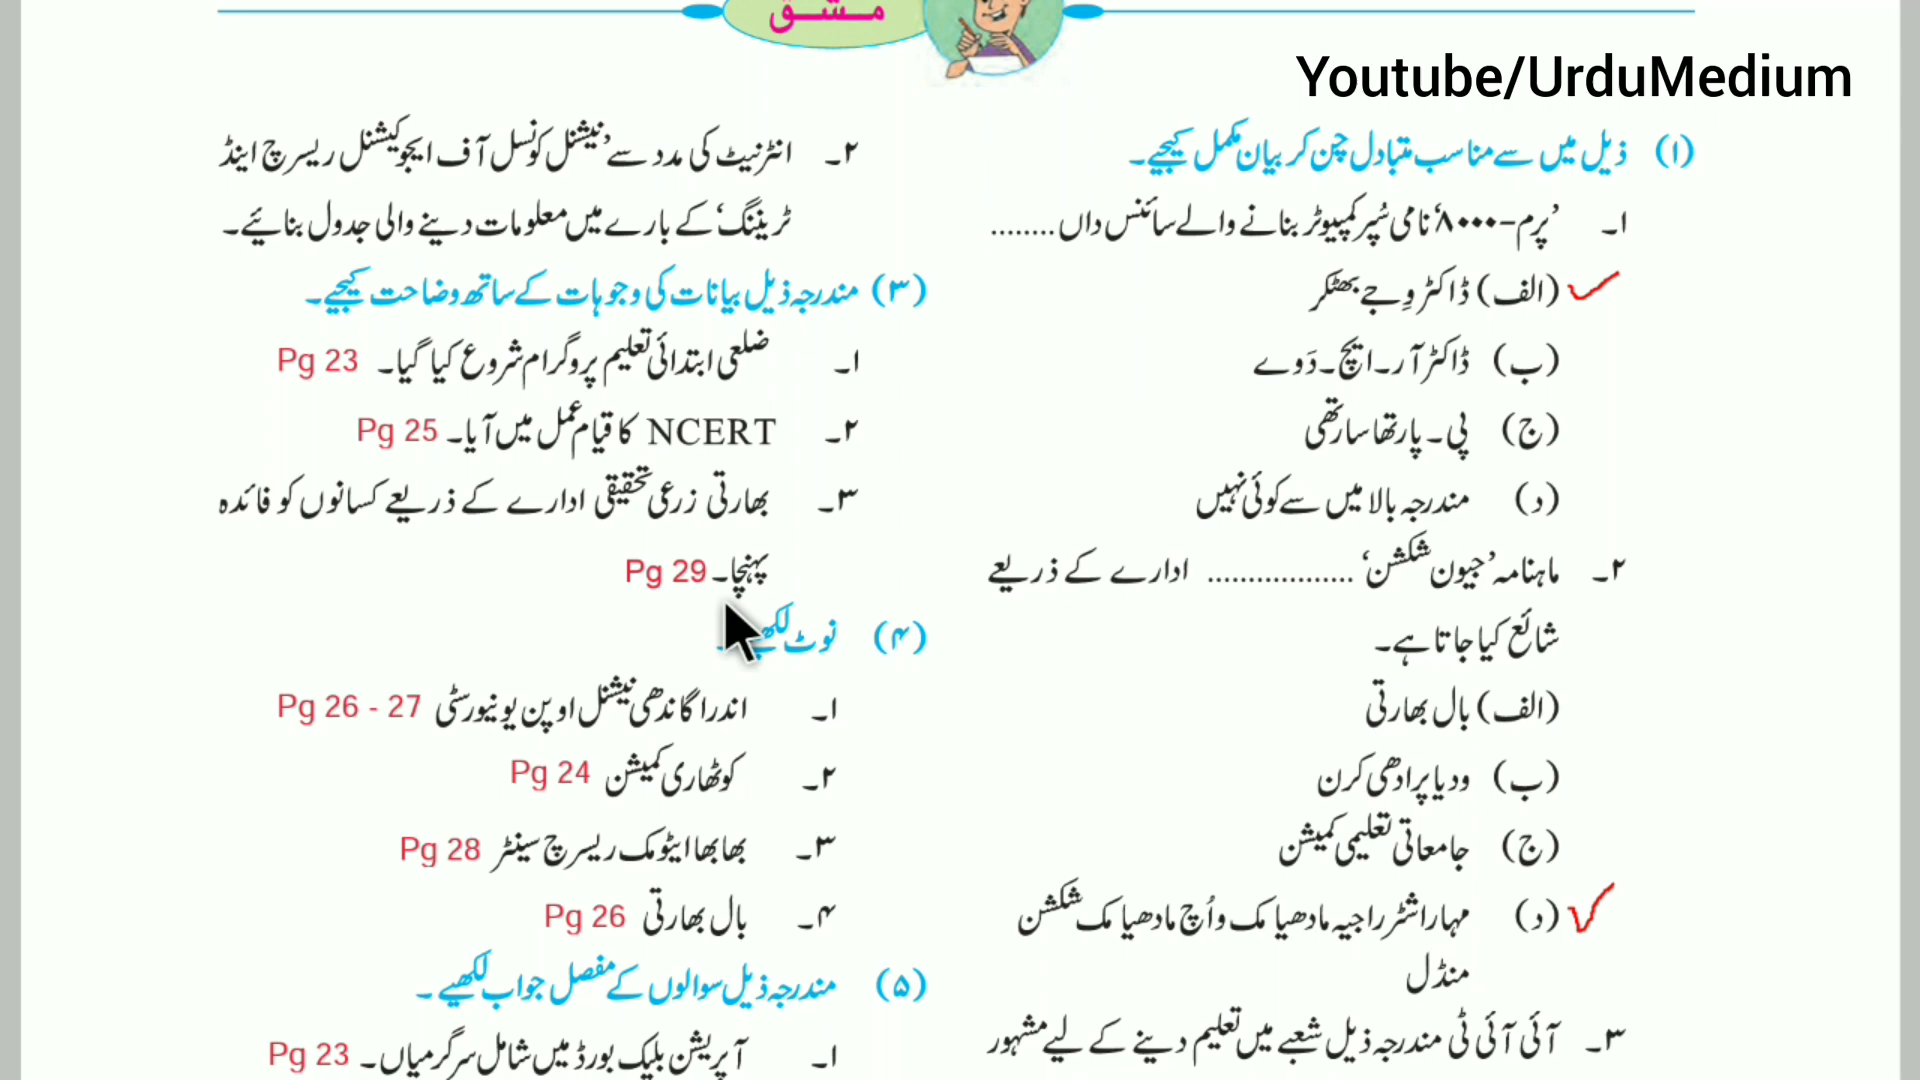 مشق
Youtube/UrduMedium
(۱) ذیل میں سے مناسب متبادل چن کر بیان مکمل کیجیے۔
۱۔ ’پرم-۸۰۰۰‘ نامی سُپر کمپیوٹر بنانے والے سائنس داں ........
(الف) ڈاکٹر وِجے بھٹکر
(ب) ڈاکٹر آر۔ایچ۔دَوے
(ج) پی۔پارتھا سارتھی
(د) مندرجہ بالا میں سے کوئی نہیں
۲۔ ماہنامہ ’جیون شکشن‘ .................. ادارے کے ذریعے
شائع کیا جاتا ہے۔
(الف) بال بھارتی
(ب) ودیا پرادھی کرن
(ج) جامعاتی تعلیمی کمیشن
(د) مہاراشٹر راجیہ مادھیامک و اُچ مادھیامک شکشن
منڈل
۳۔ آئی آئی ٹی مندرجہ ذیل شعبے میں تعلیم دینے کے لیے مشہور
۲۔ انٹرنیٹ کی مدد سے ’نیشنل کونسل آف ایجوکیشنل ریسرچ اینڈ
ٹریننگ‘ کے بارے میں معلومات دینے والی جدول بنائیے۔
(۳) مندرجہ ذیل بیانات کی وجوہات کے ساتھ وضاحت کیجیے۔
۱۔ ضلعی ابتدائی تعلیم پروگرام شروع کیا گیا۔ Pg 23
۲۔ NCERT کا قیام عمل میں آیا۔ Pg 25
۳۔ بھارتی زرعی تحقیقی ادارے کے ذریعے کسانوں کو فائدہ
پہنچا۔ Pg 29
(۴) نوٹ لکھیے۔
۱۔ اندرا گاندھی نیشنل اوپن یونیورسٹی Pg 26 - 27
۲۔ کوٹھاری کمیشن Pg 24
۳۔ بھابھا ایٹومک ریسرچ سینٹر Pg 28
۴۔ بال بھارتی Pg 26
(۵) مندرجہ ذیل سوالوں کے مفصل جواب لکھیے۔
۱۔ آپریشن بلیک بورڈ میں شامل سرگرمیاں۔ Pg 23